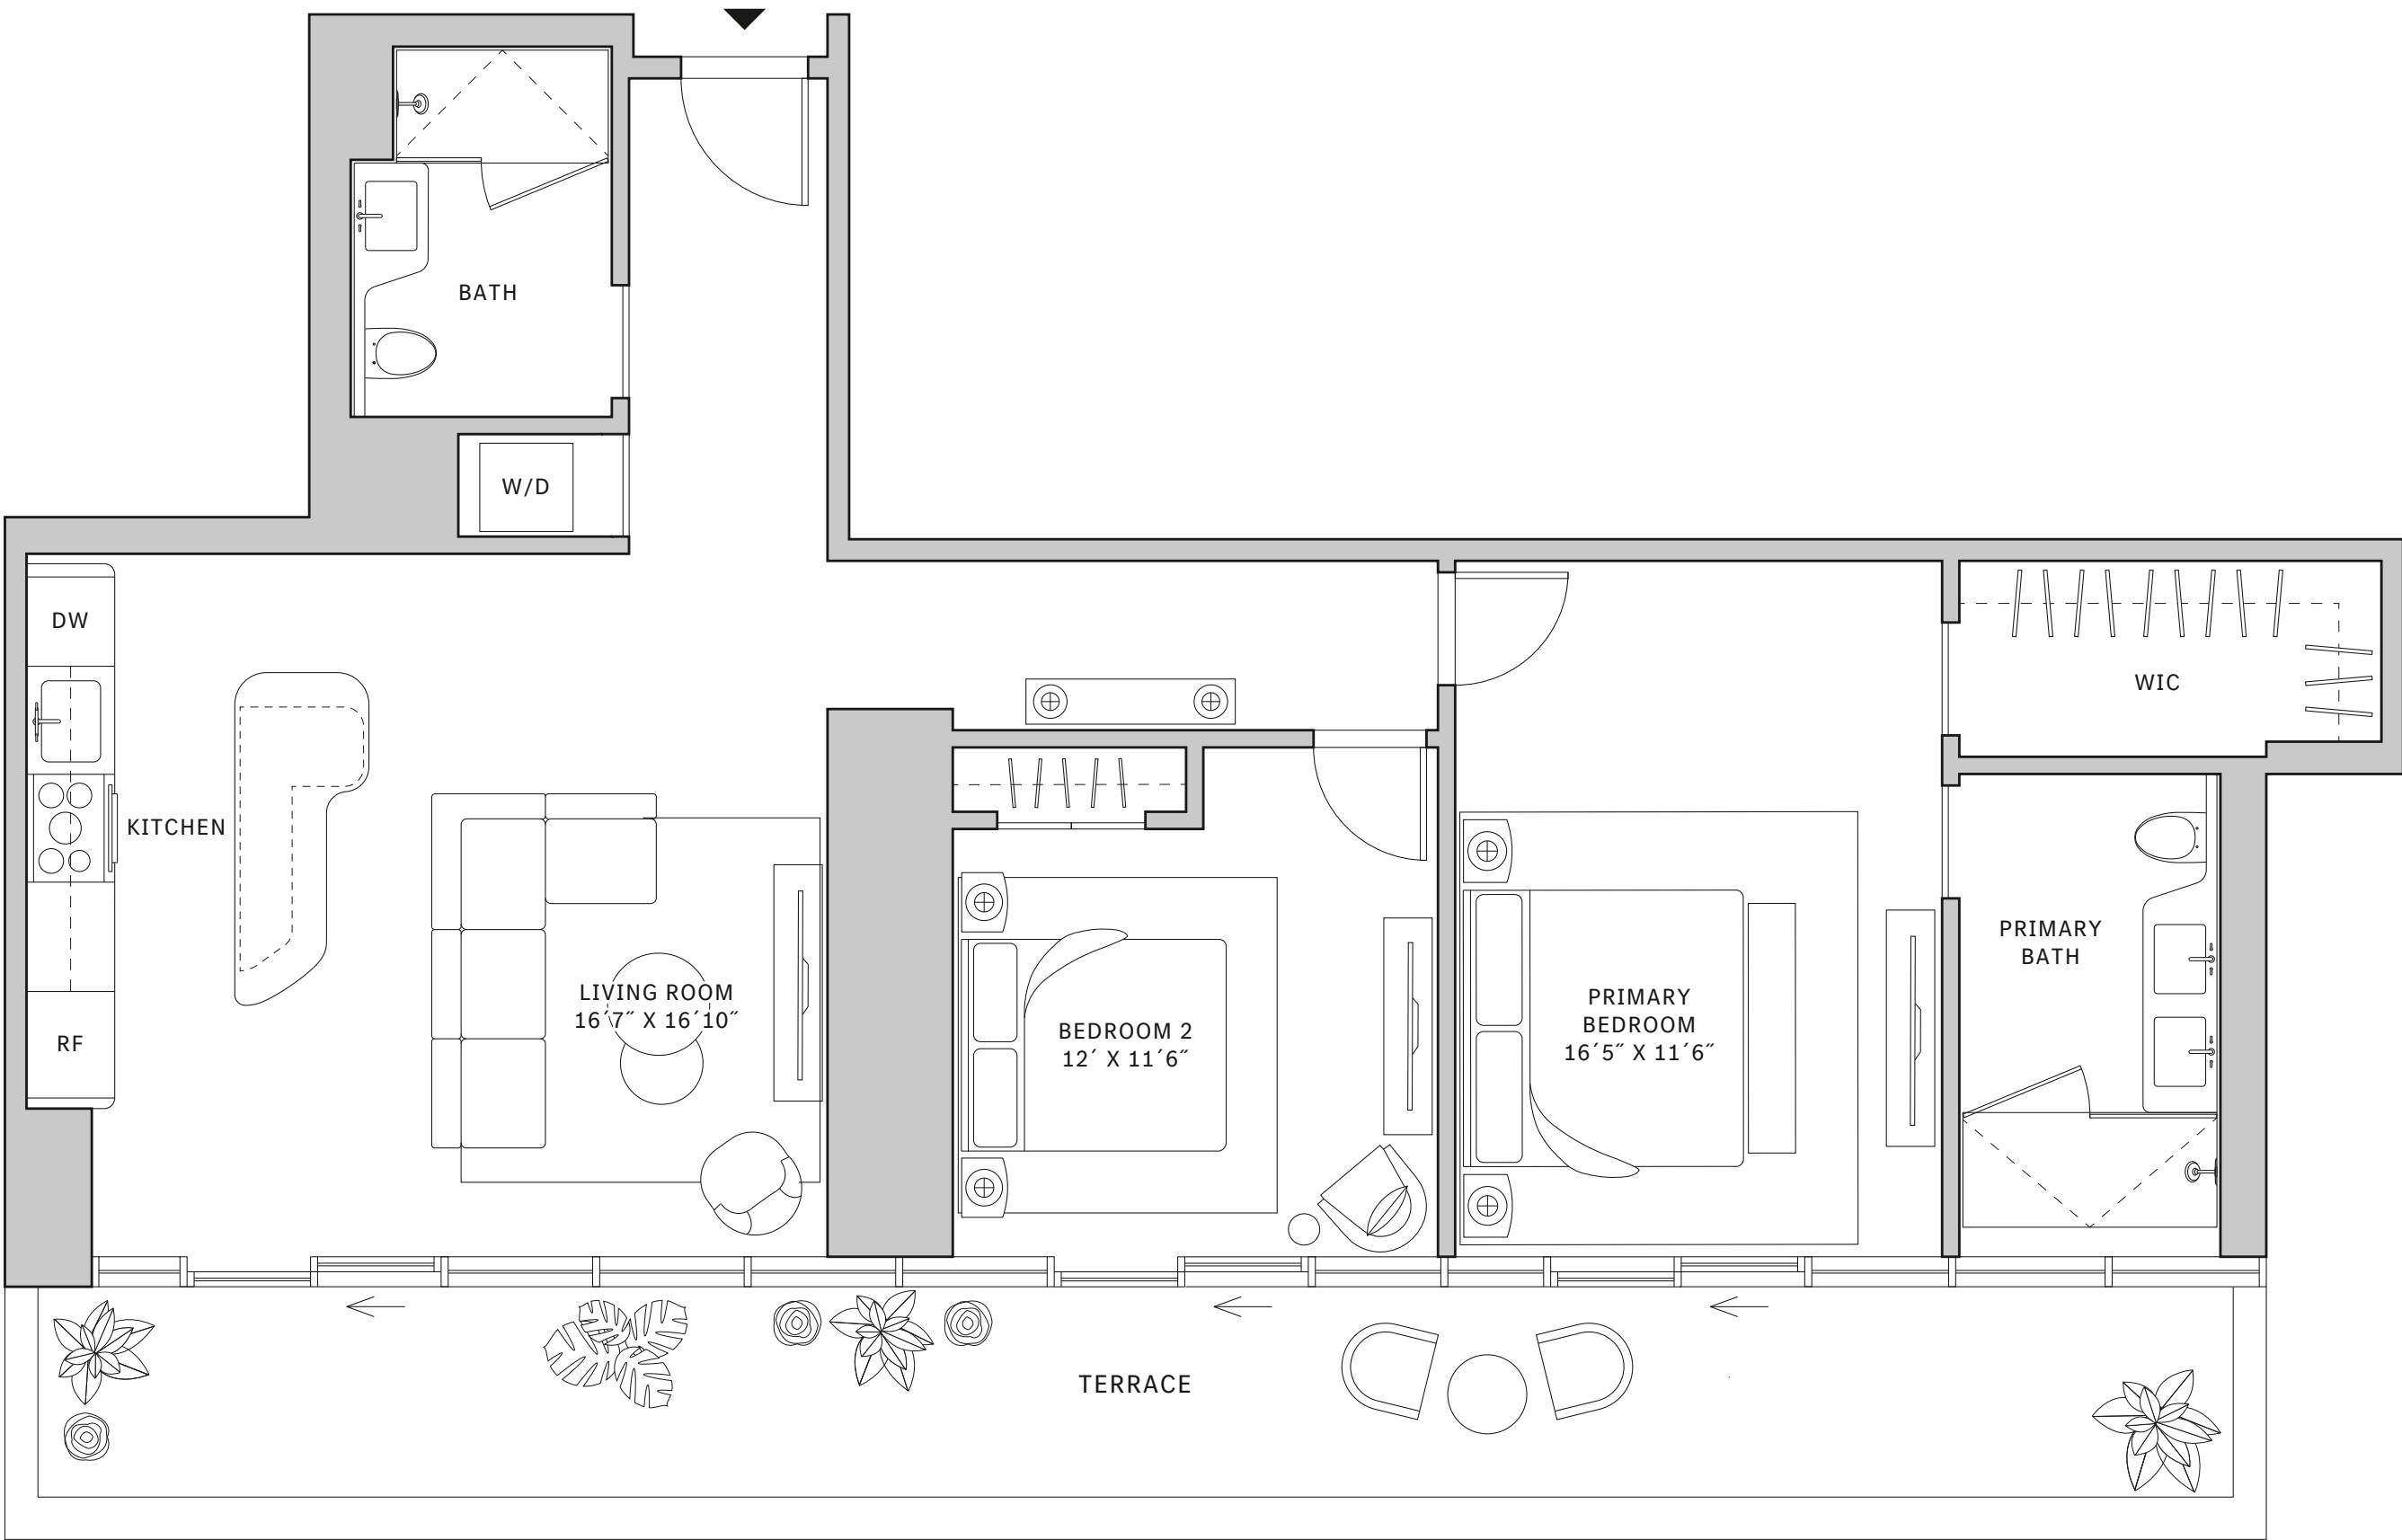 BATH
W/D
DW
WIC
KITCHEN
PRIMARY
BATH
LIVING ROOM
16´7˝ X 16´10˝
PRIMARY
BEDROOM
16´5˝ X 11´6˝
BEDROOM 2
12´ X 11´6˝
RF
TERRACE